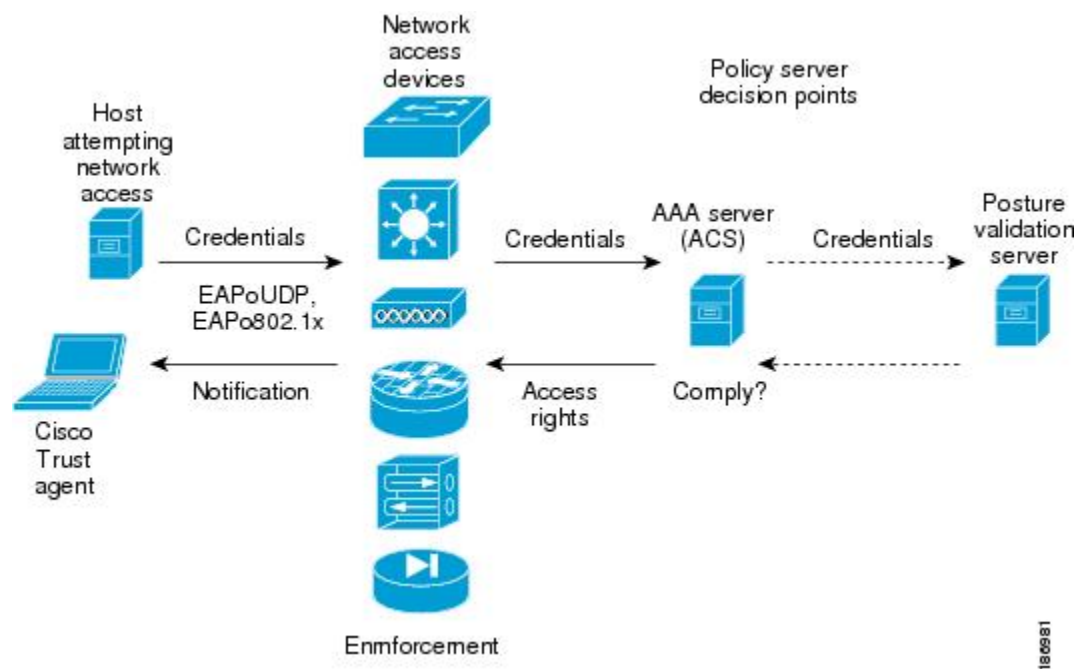 Network
access
devices
Policy server
decision points
Host
attempting
network
access
AAA server
(ACS)
Posture
validation
server
Credentials
Credentials
Credentials
EAPoUDP,
EAPo802.1x
Notification
Access
rights
Comply?
Cisco
Trust
agent
Enmforcement
186981